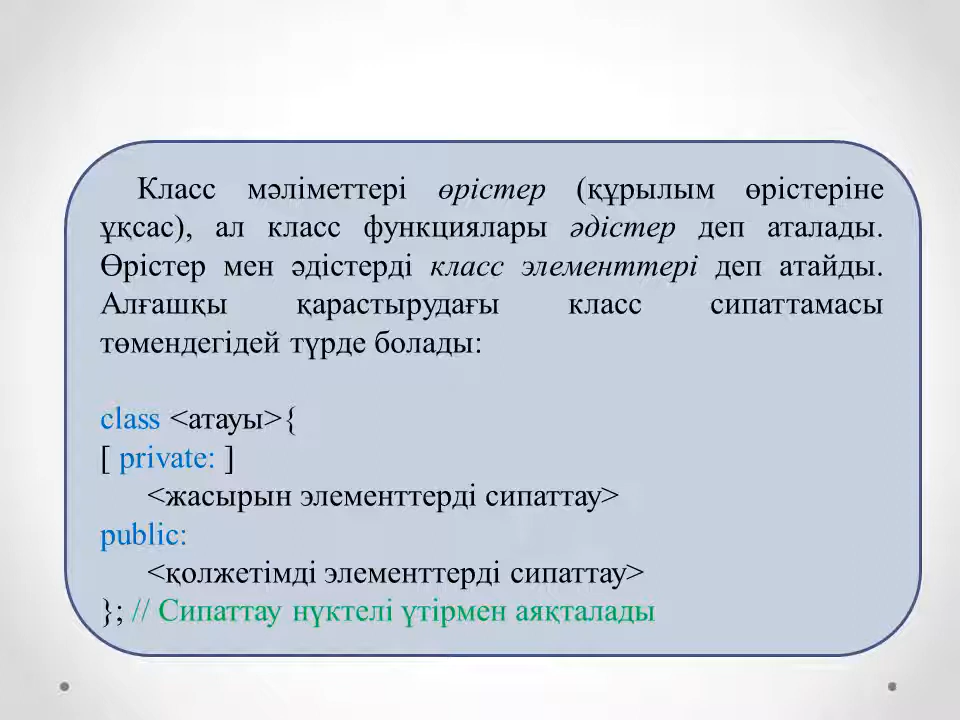 Класс мәліметтері өрістер (құрылым өрістеріне
ұқсас), ал класс функциялары әдістер деп аталады.
Өрістер мен әдістерді класс элементтері деп атайды.
Алғашқы қарастырудағы класс сипаттамасы
төмендегідей түрде болады:
class <атауы>{
[ private: ]
<жасырын элементтерді сипаттау>
public:
<қолжетімді элементтерді сипаттау>
}; // Сипаттау нүктелі үтірмен аяқталады